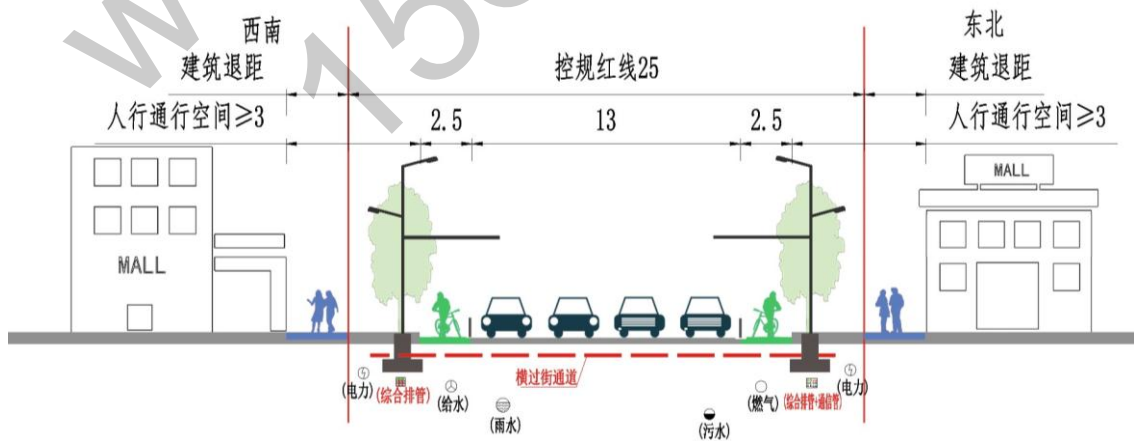 西南
东北
建筑退距
控规红线25
建筑退距
人行通行空间≥3
2.5
13
2.5
人行通行空间≥3
MALL
MALL
横过街通道
(电力)
(综合排管)
(给水)
(雨水)
(污水)
(燃气)
(综合排管+通信管)
(电力)